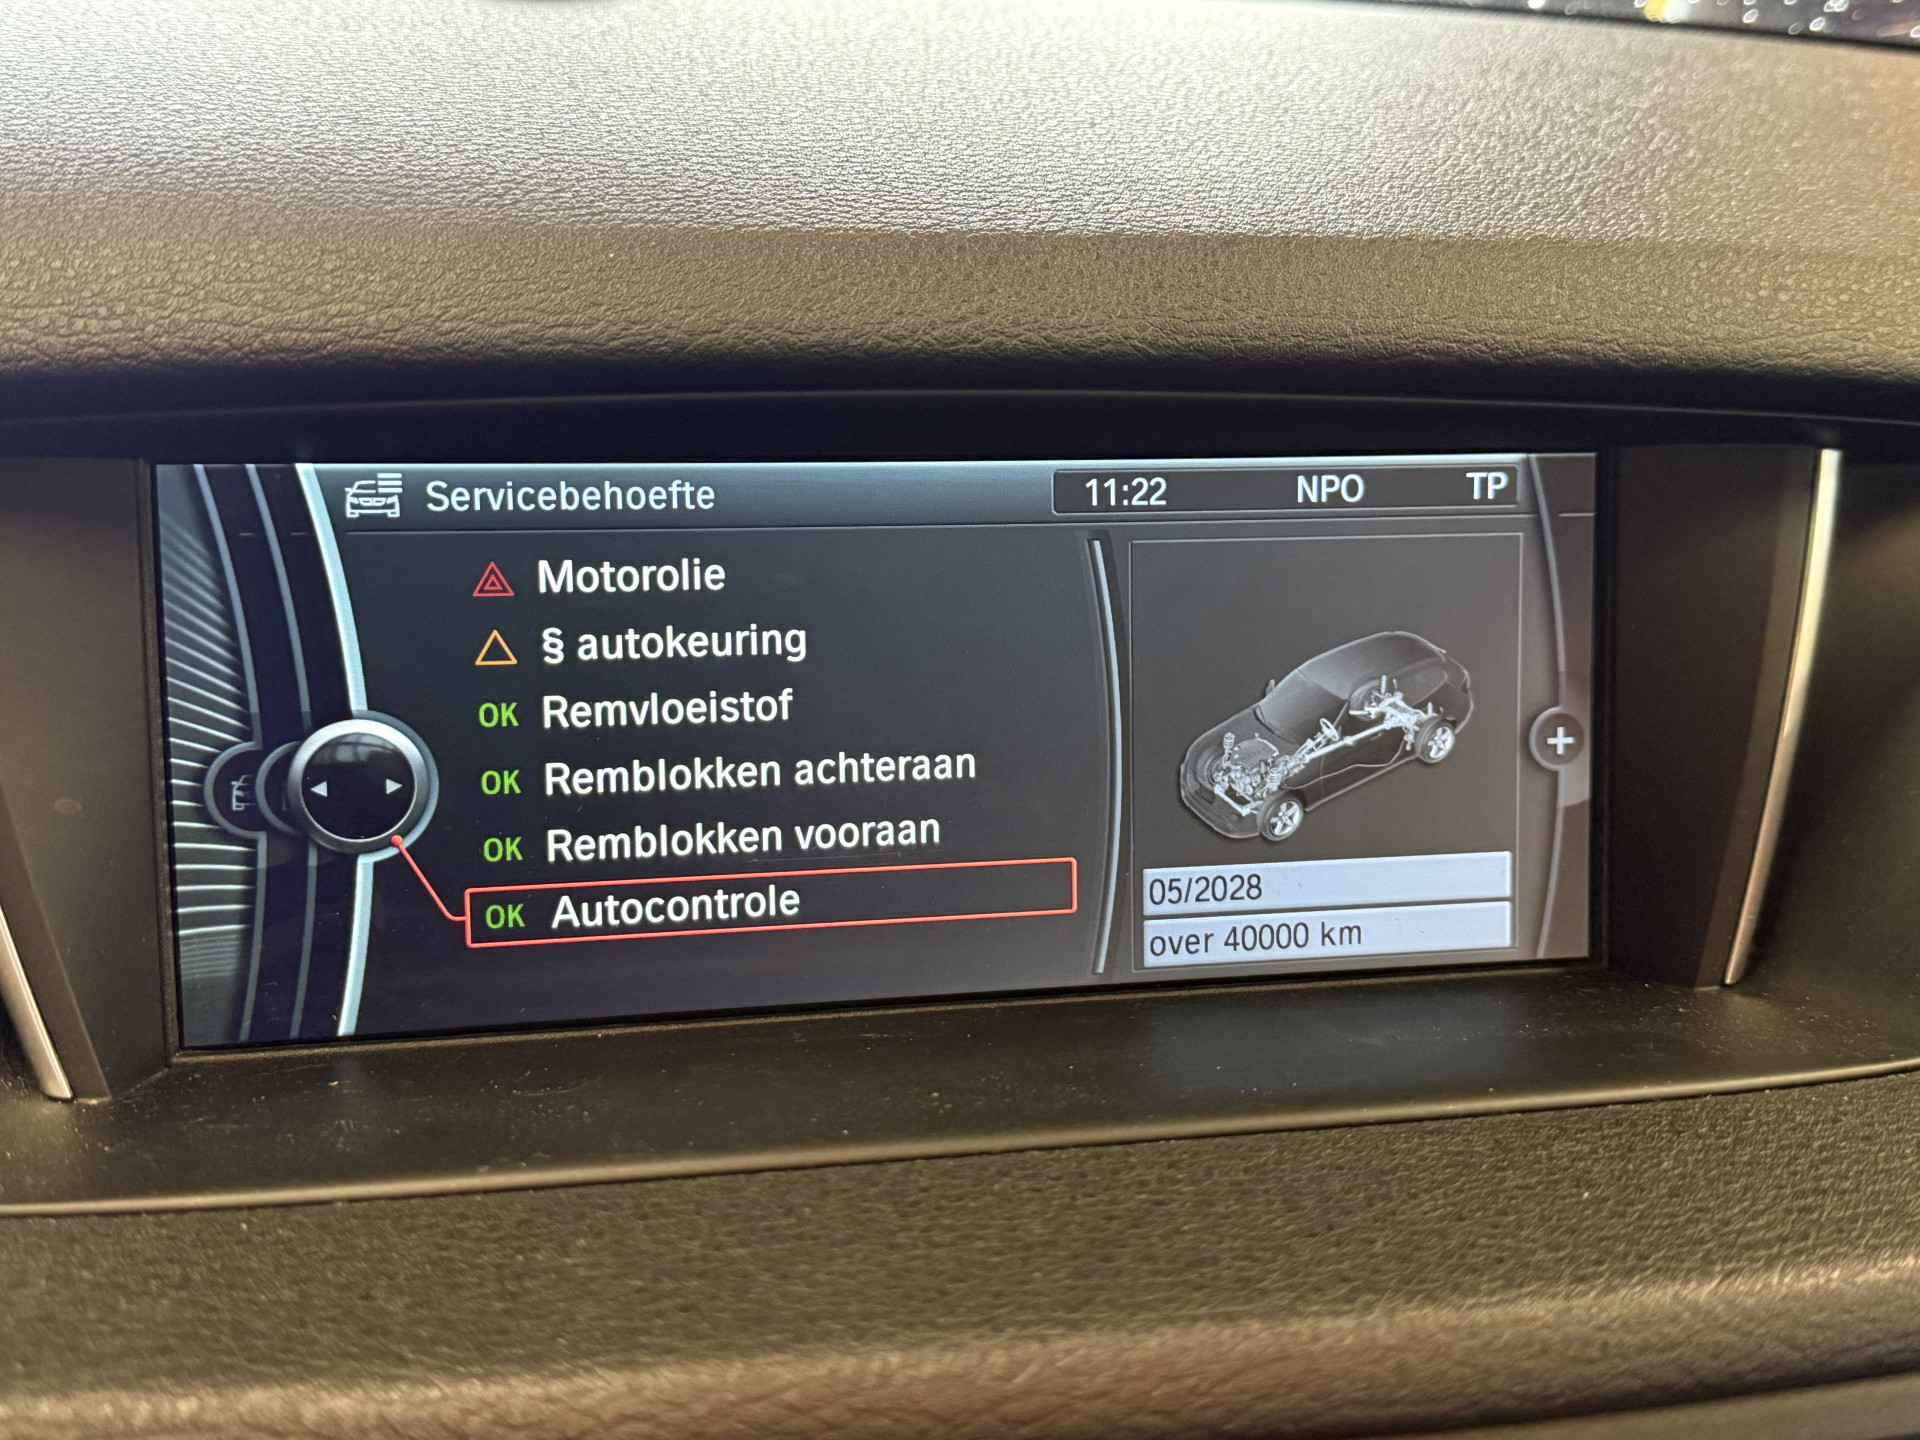 Servicebehoefte 11:22 NPO TP
Motorolie
§ autokeuring
OK Remvloeistof
OK Remblokken achteraan
OK Remblokken vooraan
OK Autocontrole
05/2028
over 40000 km